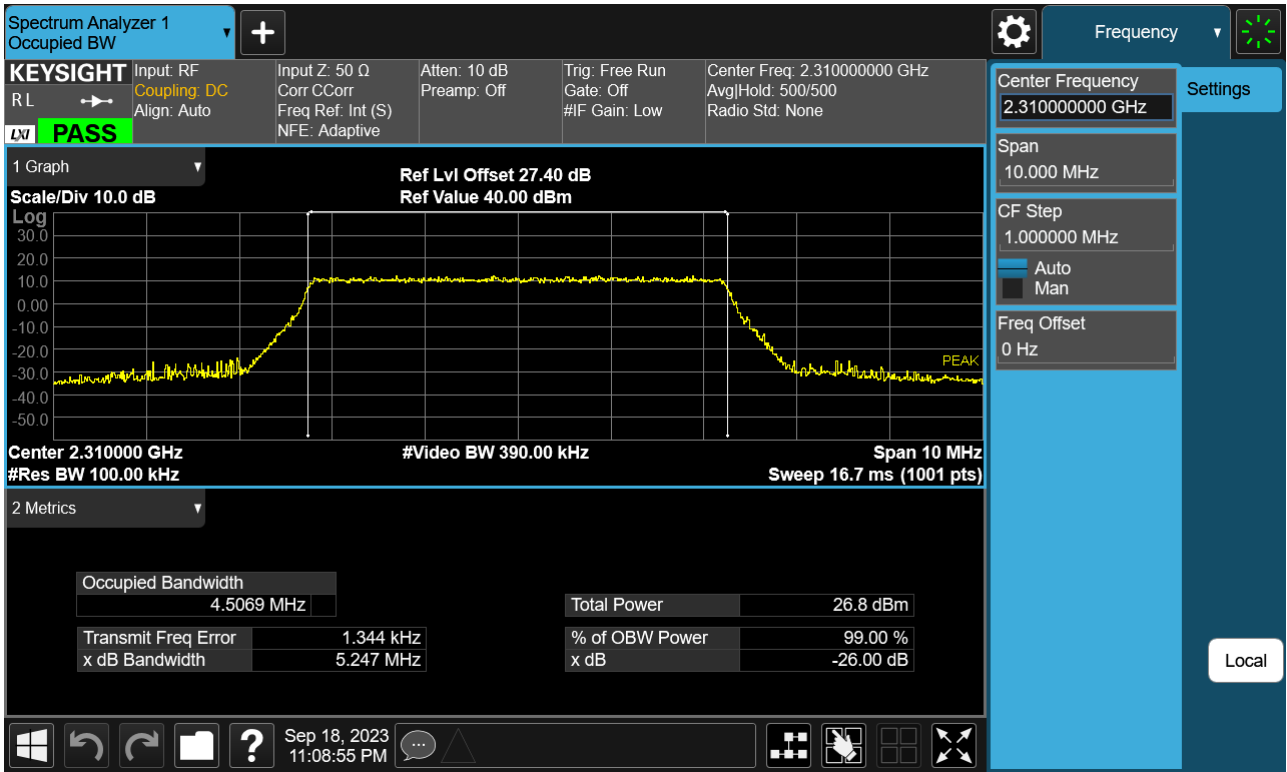 Spectrum Analyzer 1
Occupied BW
+
Frequency
KEYSIGHT
R L
LXI PASS
Input: RF
Coupling: DC
Align: Auto
Input Z: 50 Ω
Corr CCorr
Freq Ref: Int (S)
NFE: Adaptive
Atten: 10 dB
Preamp: Off
Trig: Free Run
Gate: Off
#IF Gain: Low
Center Freq: 2.310000000 GHz
Avg|Hold: 500/500
Radio Std: None
1 Graph
Scale/Div 10.0 dB
Ref Lvl Offset 27.40 dB
Ref Value 40.00 dBm
Log
30.0
20.0
10.0
0.00
-10.0
-20.0
-30.0
-40.0
-50.0
PEAK
Center 2.310000 GHz
#Video BW 390.00 kHz
Span 10 MHz
#Res BW 100.00 kHz
Sweep 16.7 ms (1001 pts)
2 Metrics
Occupied Bandwidth
4.5069 MHz
Total Power 26.8 dBm
Transmit Freq Error 1.344 kHz
% of OBW Power 99.00 %
x dB Bandwidth 5.247 MHz
x dB -26.00 dB
Center Frequency
2.310000000 GHz
Settings
Span
10.000 MHz
CF Step
1.000000 MHz
Auto
Man
Freq Offset
0 Hz
Local
?
Sep 18, 2023
11:08:55 PM